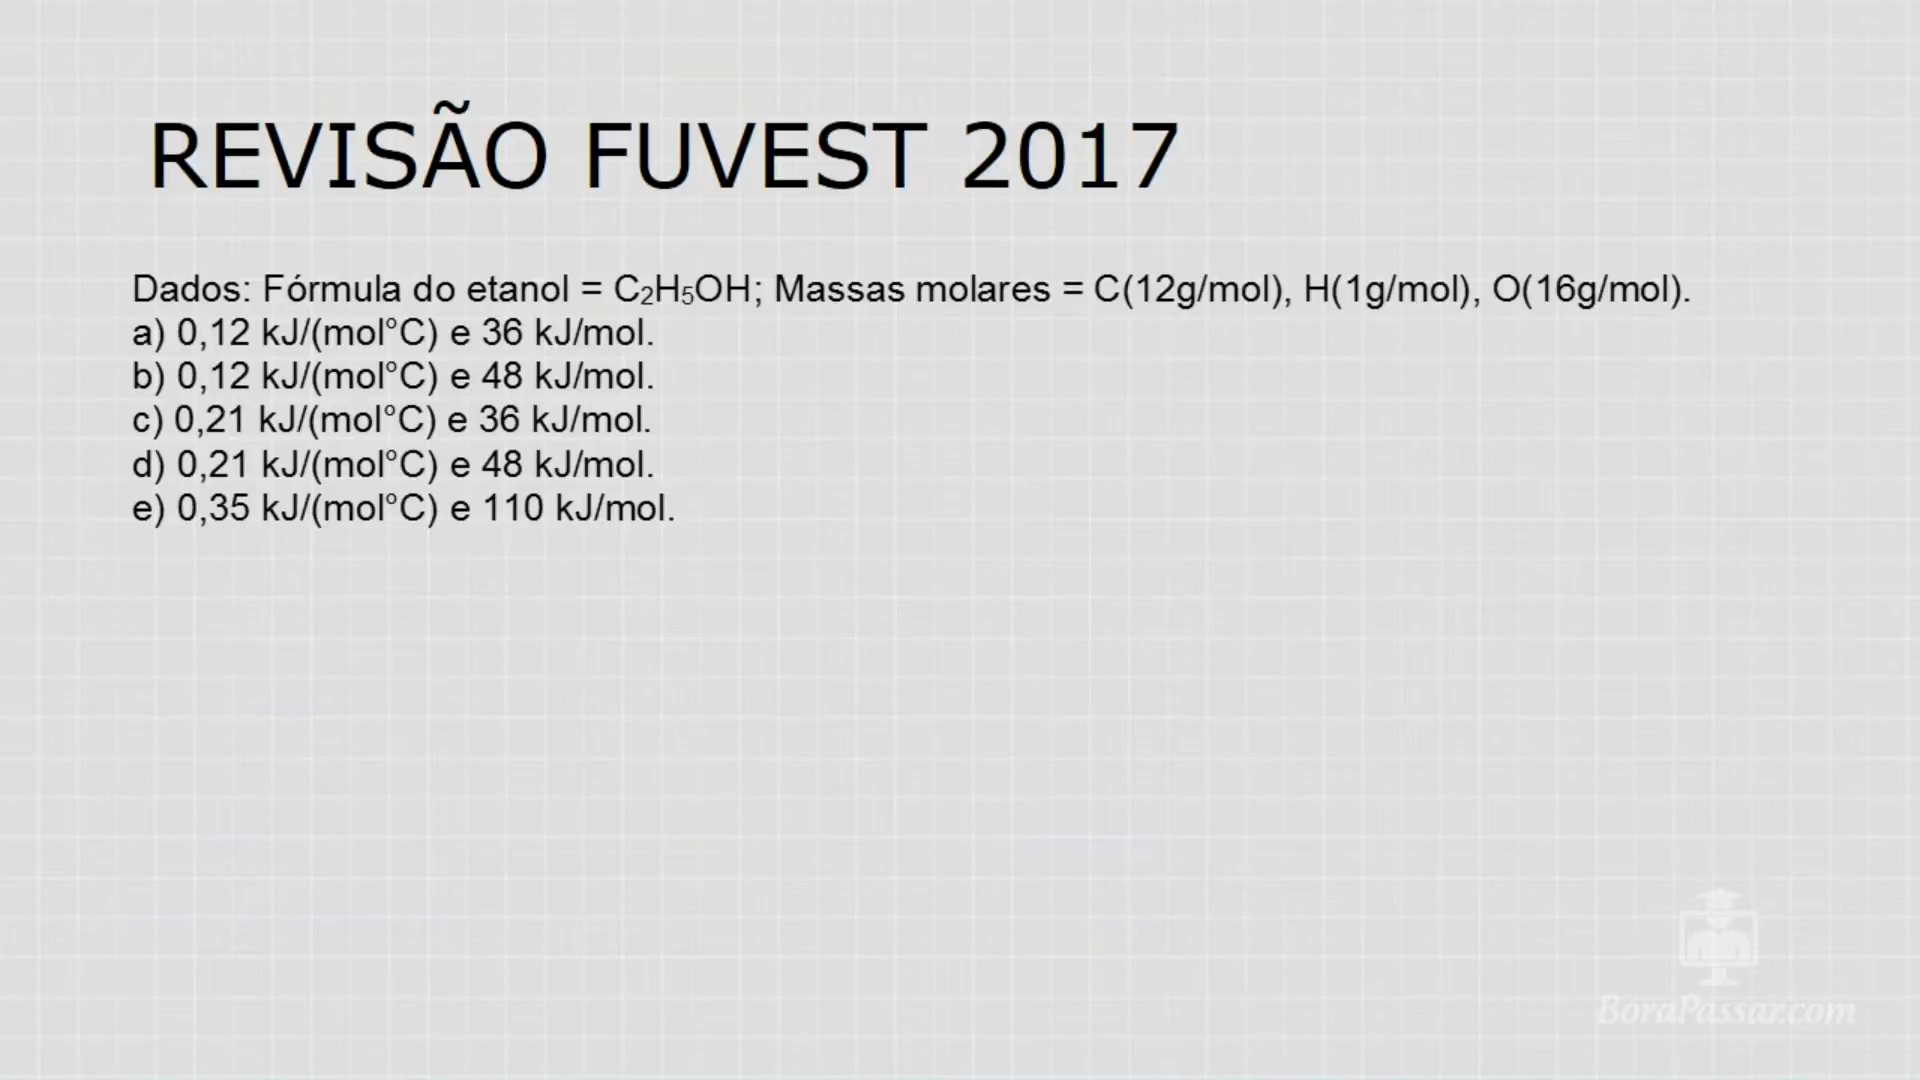 REVISÃO FUVEST 2017
Dados: Fórmula do etanol = C₂H₅OH; Massas molares = C(12g/mol), H(1g/mol), O(16g/mol).
a) 0,12 kJ/(mol°C) e 36 kJ/mol.
b) 0,12 kJ/(mol°C) e 48 kJ/mol.
c) 0,21 kJ/(mol°C) e 36 kJ/mol.
d) 0,21 kJ/(mol°C) e 48 kJ/mol.
e) 0,35 kJ/(mol°C) e 110 kJ/mol.
BoraPassar.com